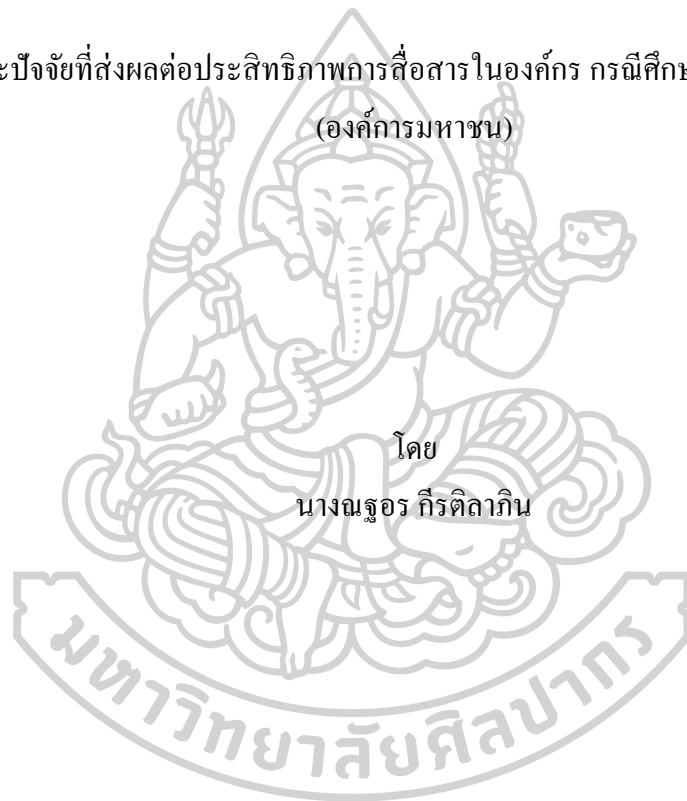 ะปัจจัยที่ส่งผลต่อประสิทธิภาพการสื่อสารในองค์กร กรณีศึกษ
(องค์การมหาชน)
โดย
นางณฐอร กีรติลาภิน
มหาวิทยาลัยศิลปากร